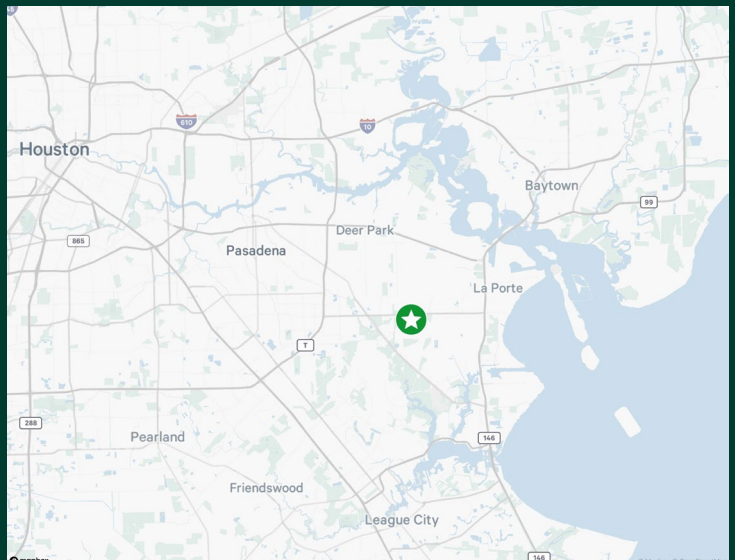 610
10
Houston
Baytown
99
Deer Park
865
Pasadena
La Porte
T
288
Pearland
146
Friendswood
League City
146